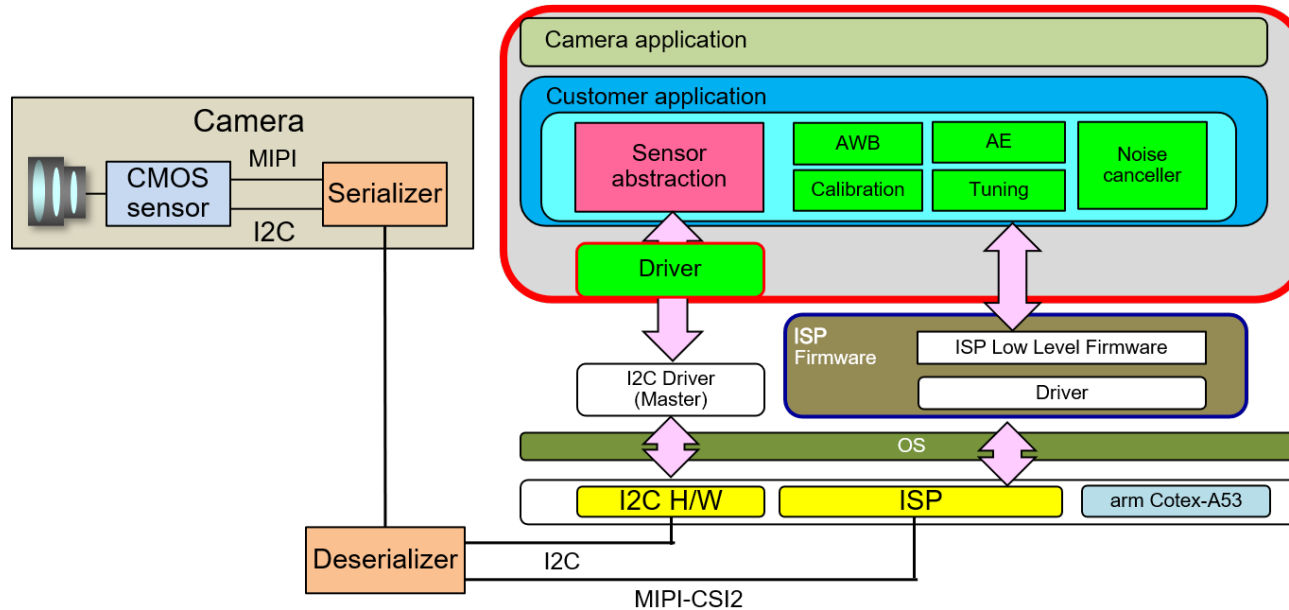 Camera application
Customer application
Sensor
abstraction
AWB
AE
Noise
canceller
Calibration
Tuning
Camera
MIPI
CMOS
sensor
Serializer
I2C
Driver
ISP
Firmware
ISP Low Level Firmware
Driver
I2C Driver
(Master)
OS
I2C H/W
ISP
arm Cotex-A53
Deserializer
I2C
MIPI-CSI2